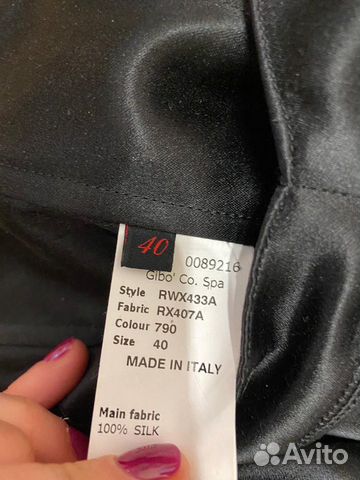 40
0089216
Gibo' Co. Spa
Style RWX433A
Fabric RX407A
Colour 790
Size 40
MADE IN ITALY
Main fabric
100% SILK
Avito